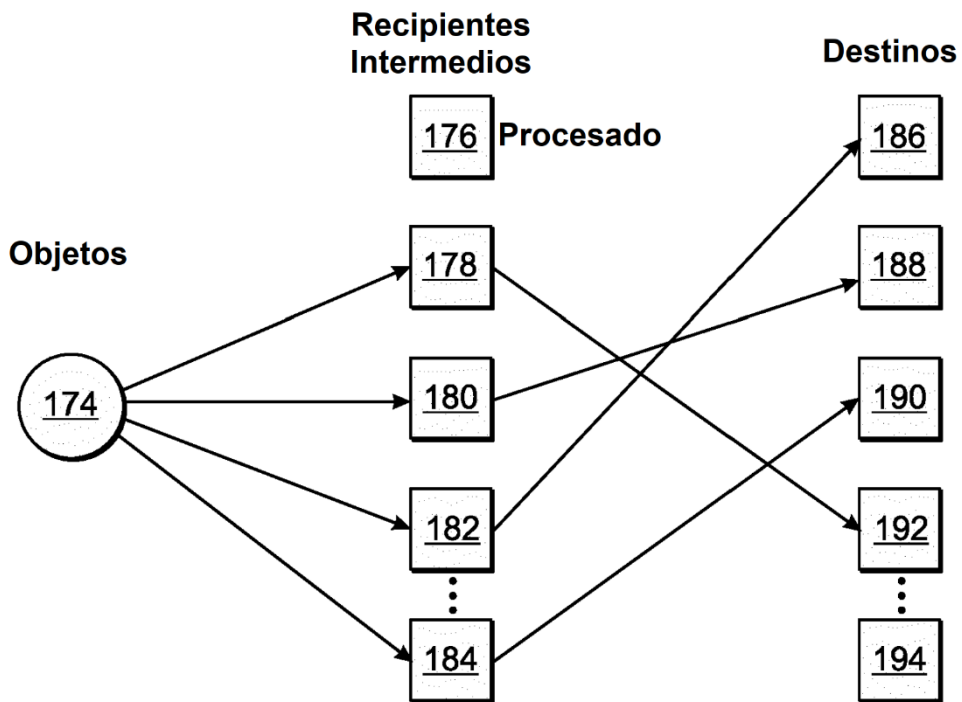 Recipientes
Intermedios
Destinos
176 Procesado
186
Objetos
178
188
174
180
190
182
192
184
194